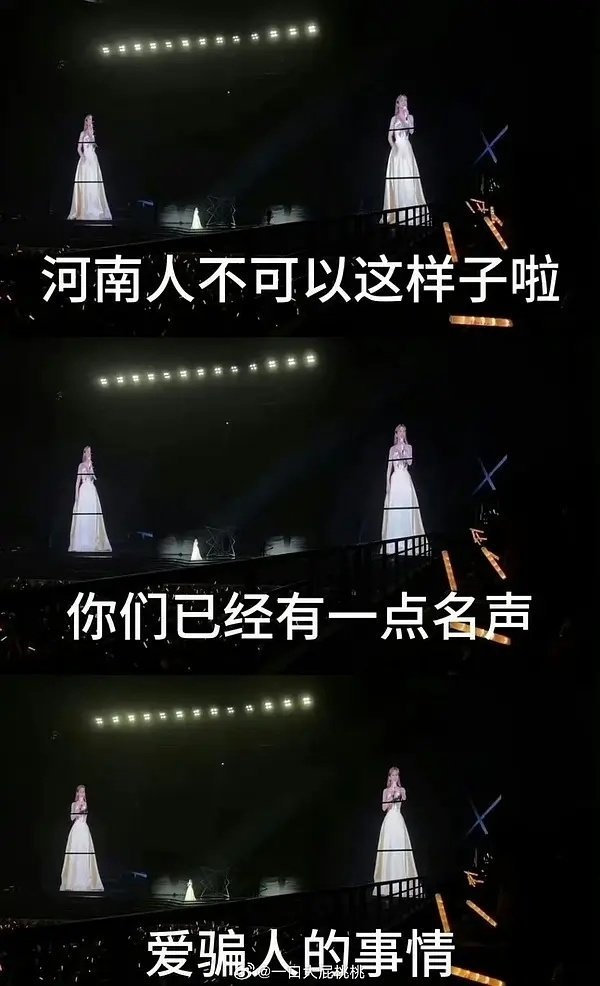 河南人不可以这样子啦
你们已经有一点名声
爱骗人的事情